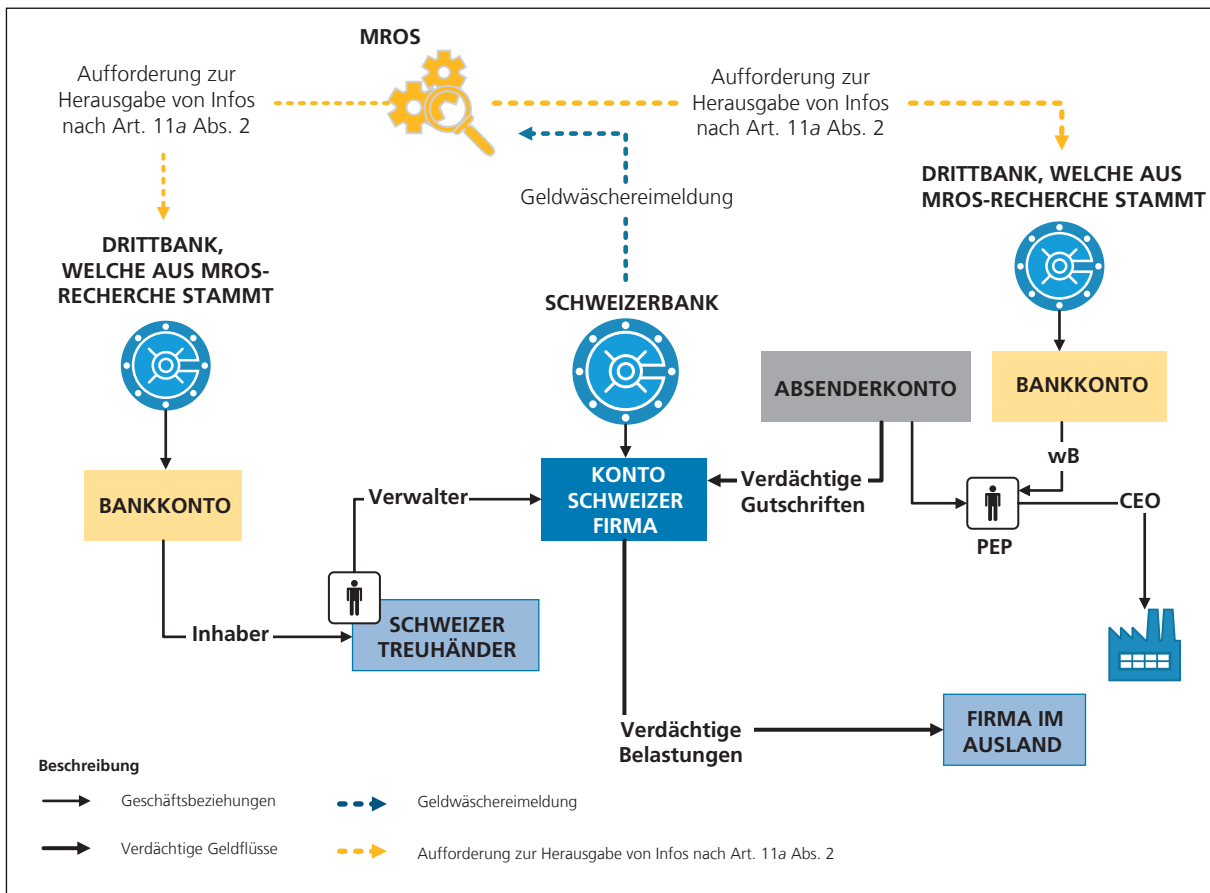 MROS
Aufforderung zur
Herausgabe von Infos
nach Art. 11a Abs. 2
Aufforderung zur
Herausgabe von Infos
nach Art. 11a Abs. 2
Geldwäschereimeldung
DRITTBANK, WELCHE AUS
MROS-RECHERCHE STAMMT
DRITTBANK,
WELCHE AUS MROS-
RECHERCHE STAMMT
SCHWEIZERBANK
ABSENDERKONTO
BANKKONTO
wB
BANKKONTO
Verwalter
KONTO
SCHWEIZER
FIRMA
Verdächtige
Gutschriften
CEO
PEP
Inhaber
SCHWEIZER
TREUHÄNDER
Verdächtige
Belastungen
FIRMA IM
AUSLAND
Beschreibung
Geschäftsbeziehungen
Geldwäschereimeldung
Verdächtige Geldflüsse
Aufforderung zur Herausgabe von Infos nach Art. 11a Abs. 2